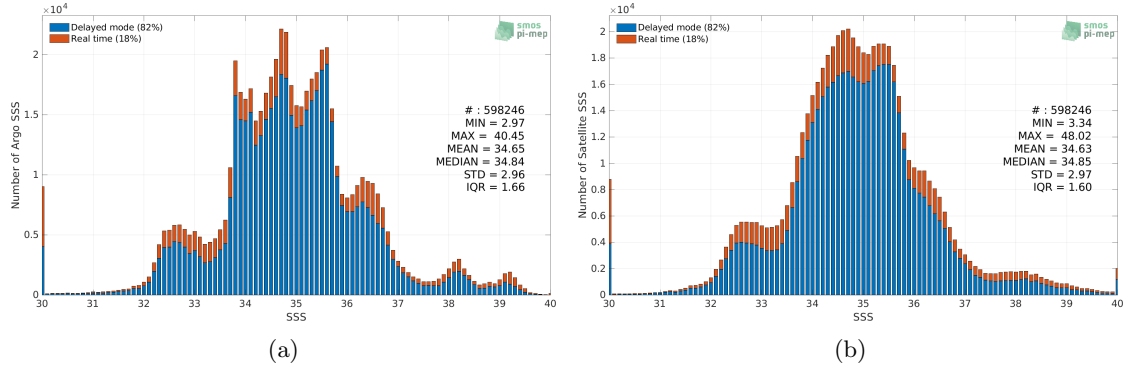 ×10⁴
Delayed mode (82%)
Real time (18%)
smos
pi-mep
2
1.5
1
0.5
0
Number of Argo SSS
# : 598246
MIN = 2.97
MAX = 40.45
MEAN = 34.65
MEDIAN = 34.84
STD = 2.96
IQR = 1.66
30 31 32 33 34 35 36 37 38 39 40
SSS
(a)
×10⁴
Delayed mode (82%)
Real time (18%)
smos
pi-mep
2
1.8
1.6
1.4
1.2
1
0.8
0.6
0.4
0.2
0
Number of Satellite SSS
# : 598246
MIN = 3.34
MAX = 48.02
MEAN = 34.63
MEDIAN = 34.85
STD = 2.97
IQR = 1.60
30 31 32 33 34 35 36 37 38 39 40
SSS
(b)